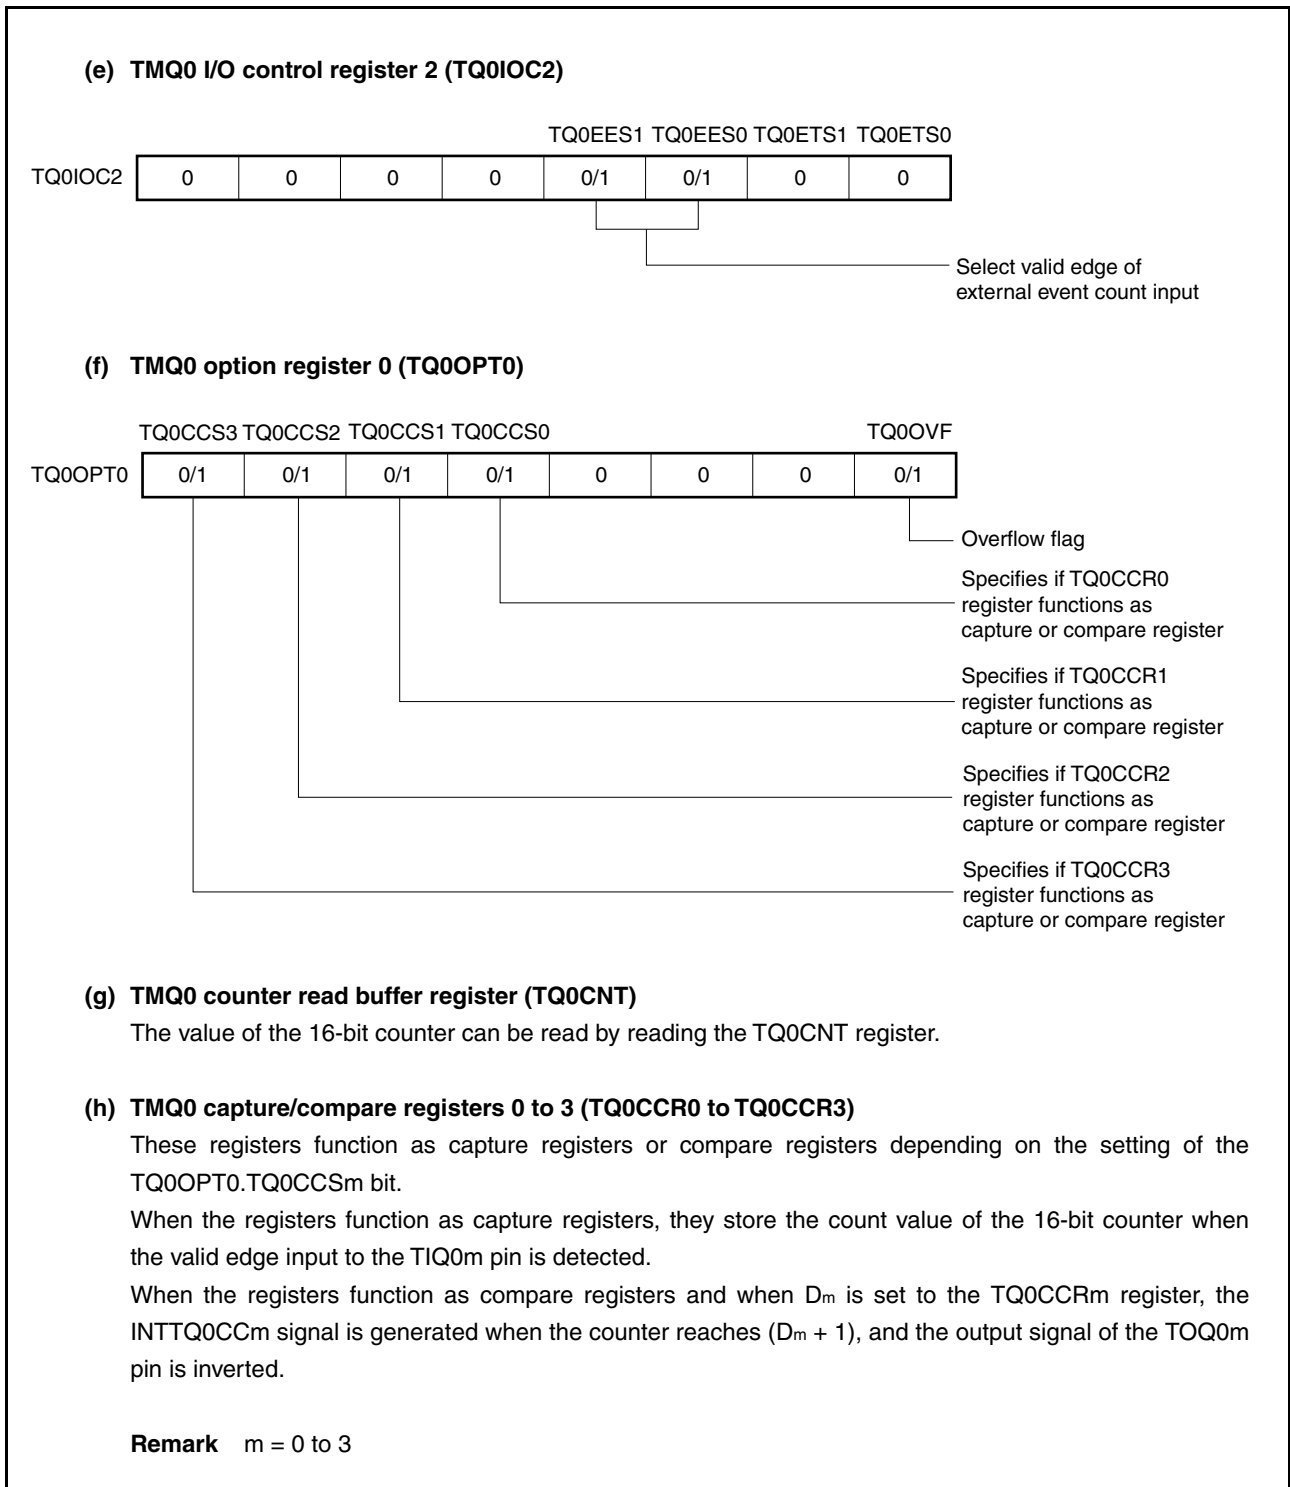 (e) TMQ0 I/O control register 2 (TQ0IOC2)
TQ0EES1 TQ0EES0 TQ0ETS1 TQ0ETS0
TQ0IOC2 0 0 0 0 0/1 0/1 0 0
Select valid edge of
external event count input
(f) TMQ0 option register 0 (TQ0OPT0)
TQ0CCS3 TQ0CCS2 TQ0CCS1 TQ0CCS0 TQ0OVF
TQ0OPT0 0/1 0/1 0/1 0/1 0 0 0 0/1
Overflow flag
Specifies if TQ0CCR0
register functions as
capture or compare register
Specifies if TQ0CCR1
register functions as
capture or compare register
Specifies if TQ0CCR2
register functions as
capture or compare register
Specifies if TQ0CCR3
register functions as
capture or compare register
(g) TMQ0 counter read buffer register (TQ0CNT)
The value of the 16-bit counter can be read by reading the TQ0CNT register.
(h) TMQ0 capture/compare registers 0 to 3 (TQ0CCR0 to TQ0CCR3)
These registers function as capture registers or compare registers depending on the setting of the
TQ0OPT0.TQ0CCSm bit.
When the registers function as capture registers, they store the count value of the 16-bit counter when
the valid edge input to the TIQ0m pin is detected.
When the registers function as compare registers and when Dm is set to the TQ0CCRm register, the
INTTQ0CCm signal is generated when the counter reaches (Dm + 1), and the output signal of the TOQ0m
pin is inverted.
Remark m = 0 to 3